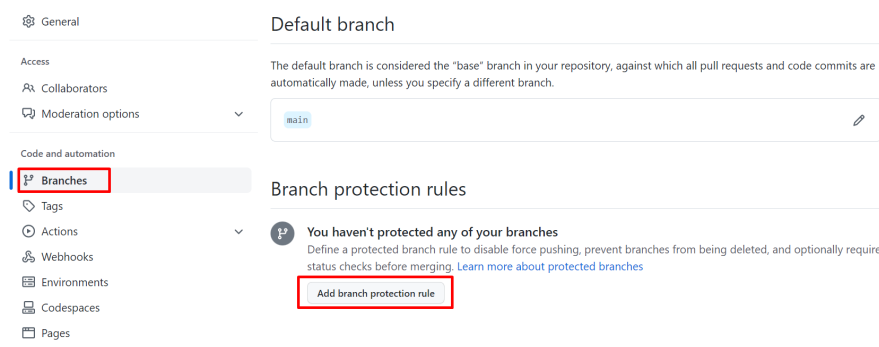 General
Access
Collaborators
Moderation options
Code and automation
Branches
Tags
Actions
Webhooks
Environments
Codespaces
Pages
Default branch
The default branch is considered the "base" branch in your repository, against which all pull requests and code commits are
automatically made, unless you specify a different branch.
main
Branch protection rules
You haven't protected any of your branches
Define a protected branch rule to disable force pushing, prevent branches from being deleted, and optionally require
status checks before merging. Learn more about protected branches
Add branch protection rule